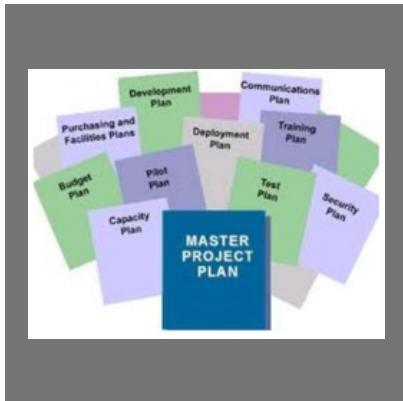 Development
Plan
Communications
Plan
Purchasing and
Facilities Plans
Deployment
Plan
Training
Plan
Budget
Plan
Pilot
Plan
Test
Plan
Security
Plan
Capacity
Plan
MASTER
PROJECT
PLAN